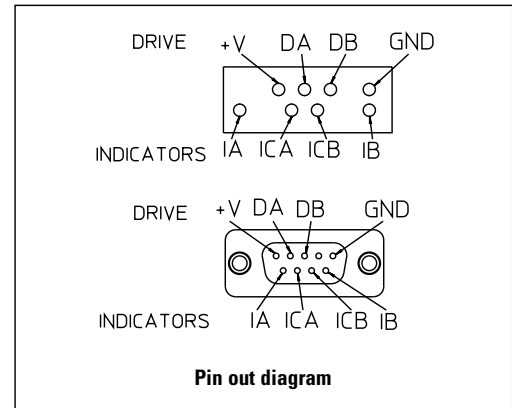 DRIVE +V DA DB GND
INDICATORS IA ICA ICB IB
DRIVE +V DA DB GND
INDICATORS IA ICA ICB IB
Pin out diagram